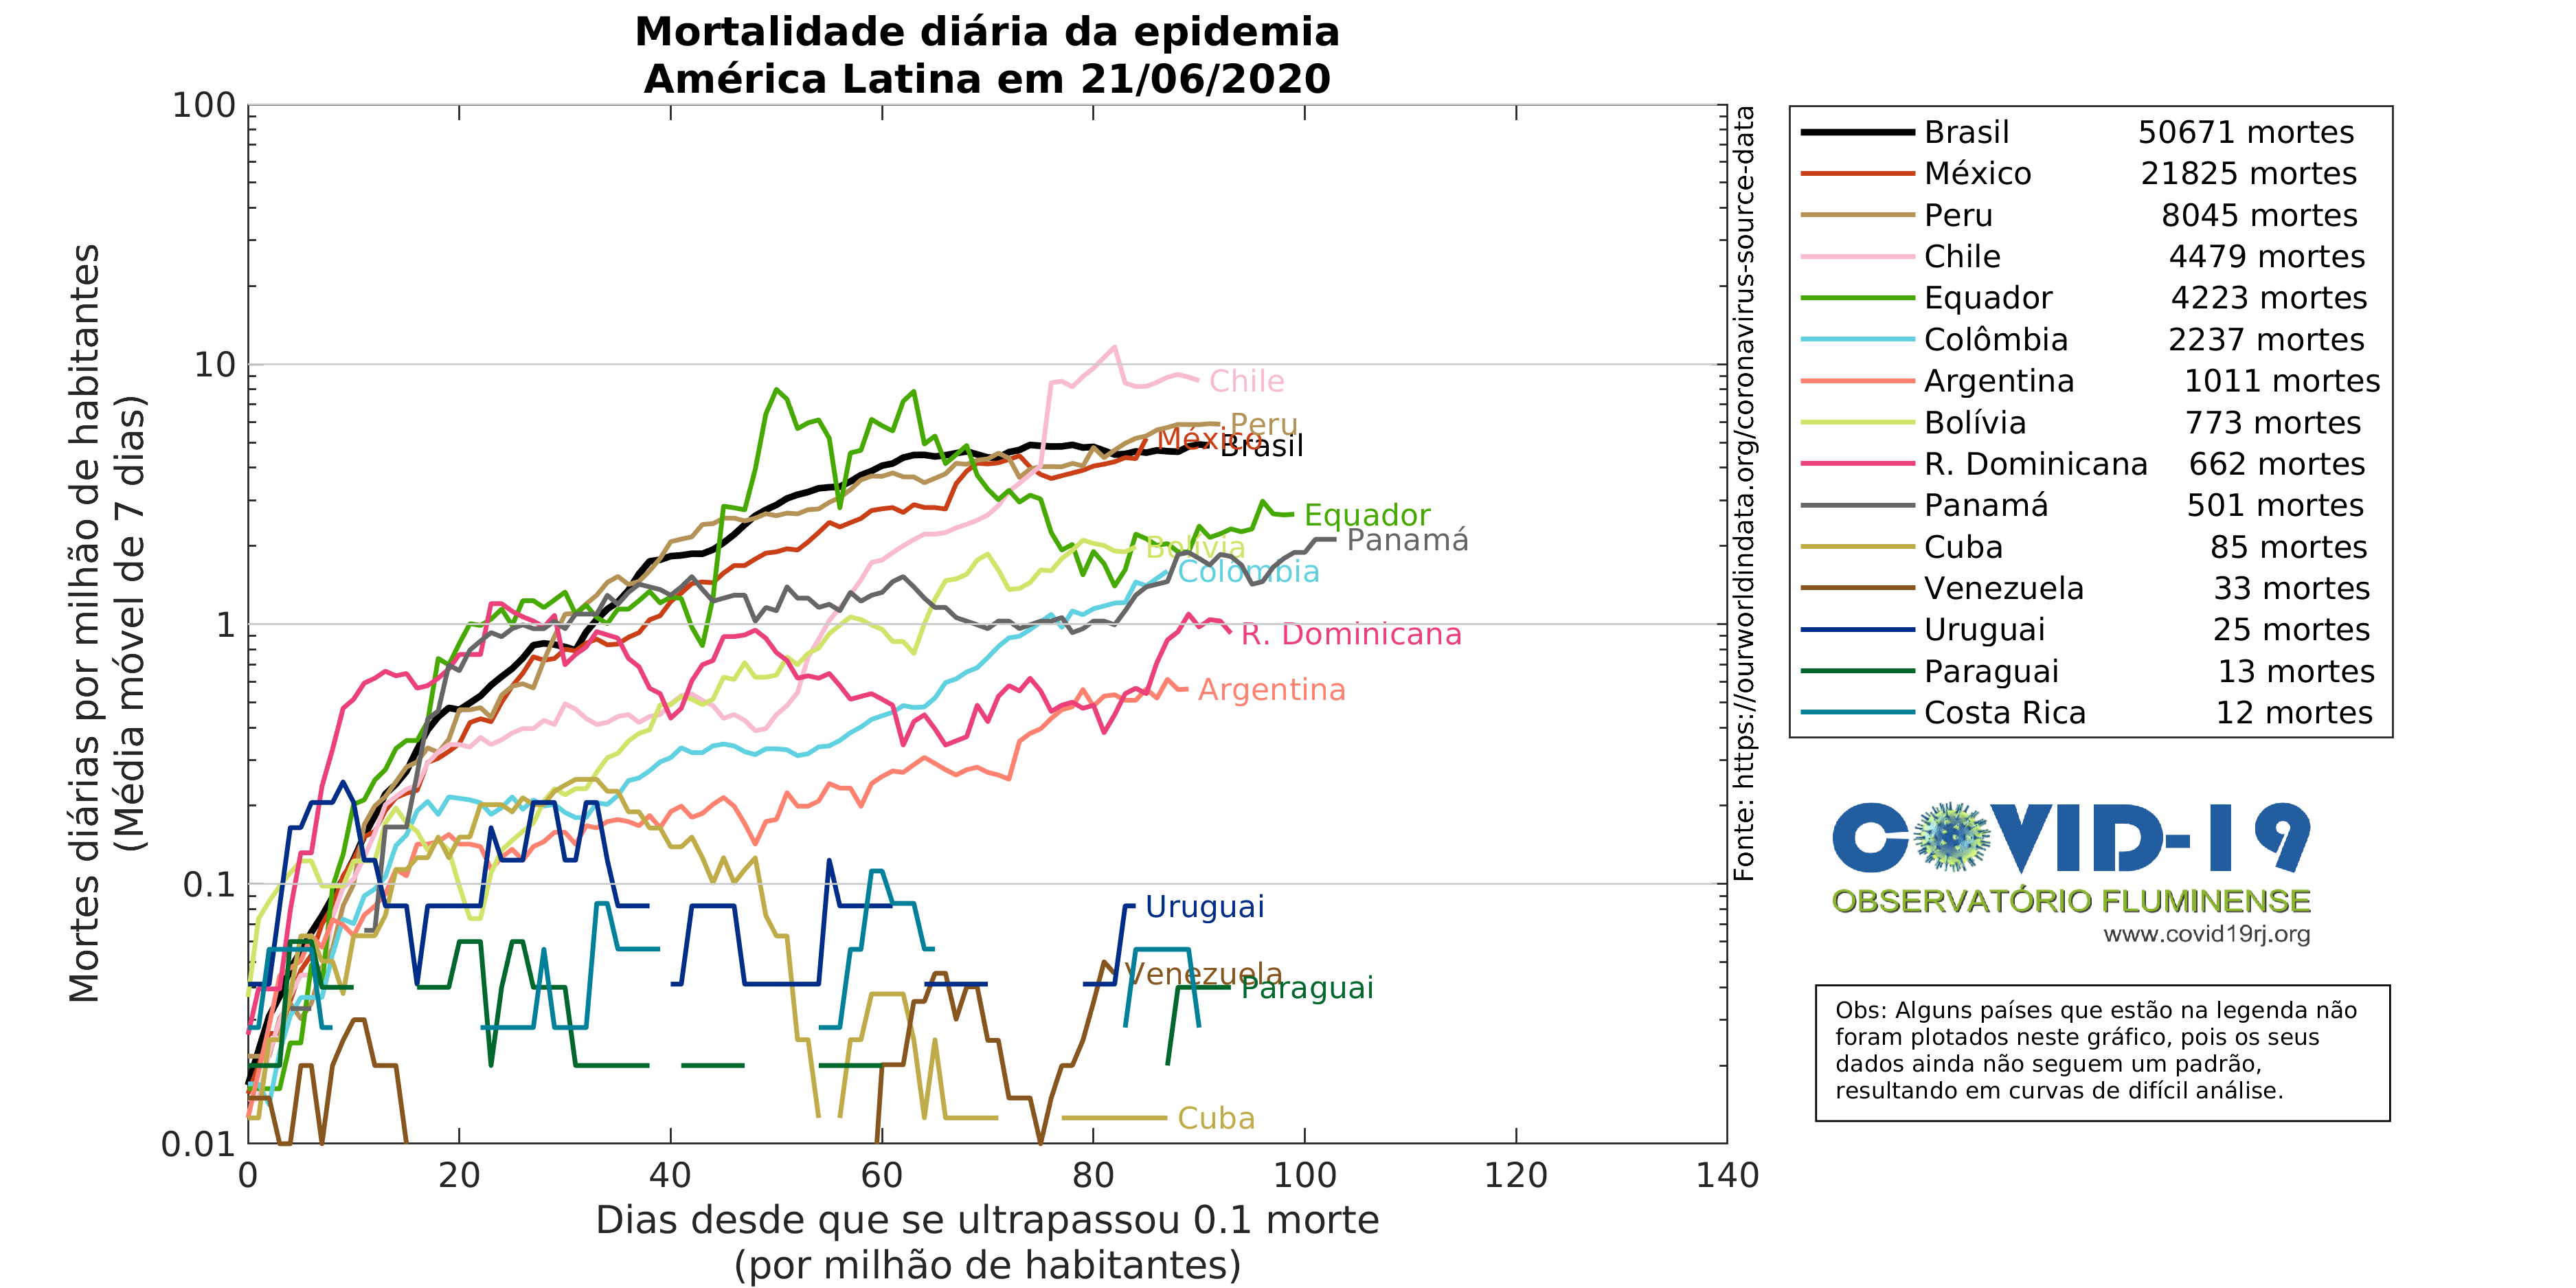 Mortalidade diária da epidemia
América Latina em 21/06/2020
Mortes diárias por milhão de habitantes
(Média móvel de 7 dias)
100
10
1
0.1
0.01
0 20 40 60 80 100 120 140
Dias desde que se ultrapassou 0.1 morte
(por milhão de habitantes)
Chile
Peru
México
Brasil
Equador
Panamá
Bolívia
Colômbia
R. Dominicana
Argentina
Uruguai
Venezuela
Paraguai
Cuba
Fonte: https://ourworldindata.org/coronavirus-source-data
Brasil 50671 mortes
México 21825 mortes
Peru 8045 mortes
Chile 4479 mortes
Equador 4223 mortes
Colômbia 2237 mortes
Argentina 1011 mortes
Bolívia 773 mortes
R. Dominicana 662 mortes
Panamá 501 mortes
Cuba 85 mortes
Venezuela 33 mortes
Uruguai 25 mortes
Paraguai 13 mortes
Costa Rica 12 mortes
COVID-19
OBSERVATÓRIO FLUMINENSE
www.covid19rj.org
Obs: Alguns países que estão na legenda não
foram plotados neste gráfico, pois os seus
dados ainda não seguem um padrão,
resultando em curvas de difícil análise.